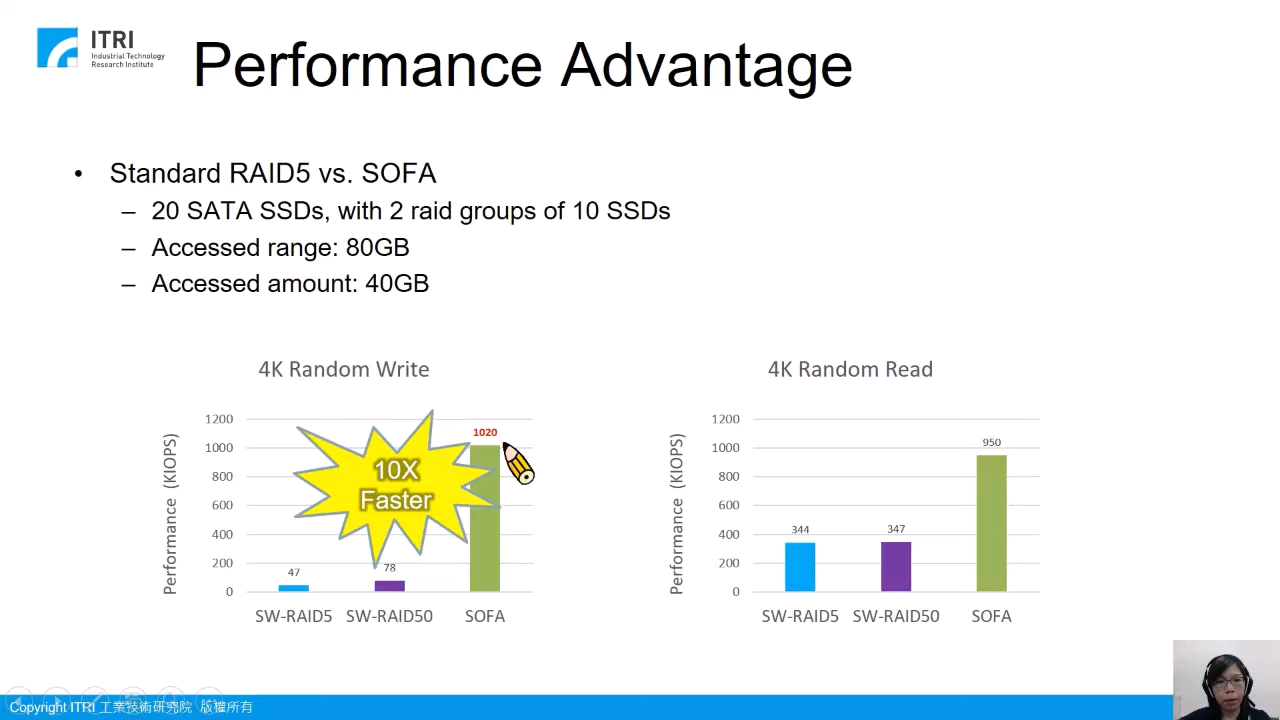 ITRI
Industrial Technology
Research Institute
Performance Advantage
• Standard RAID5 vs. SOFA
– 20 SATA SSDs, with 2 raid groups of 10 SSDs
– Accessed range: 80GB
– Accessed amount: 40GB
4K Random Write
Performance (KIOPS)
1200
1000
800
600
400
200
0
47
78
1020
10X
Faster
SW-RAID5 SW-RAID50 SOFA
4K Random Read
Performance (KIOPS)
1200
1000
800
600
400
200
0
344
347
950
SW-RAID5 SW-RAID50 SOFA
Copyright ITRI 工業技術研究院 版權所有